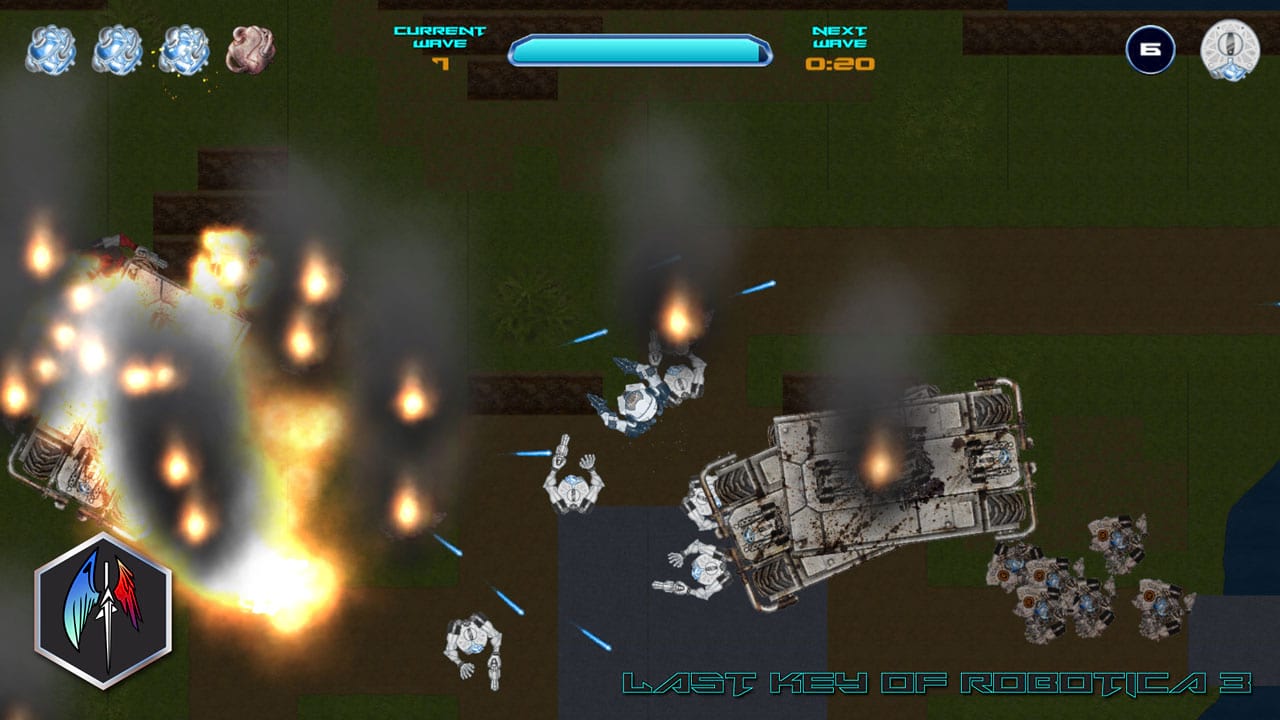 CURRENT
WAVE
7
NEXT
WAVE
0:20
6
LAST KEY OF ROBOTICA 3